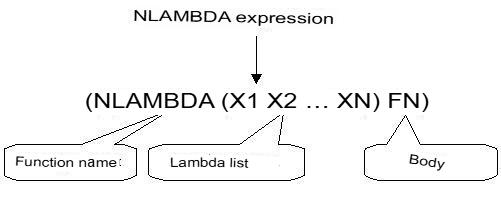 NLAMBDA expression
(NLAMBDA (X1 X2 … XN) FN)
Function name:
Lambda list
Body